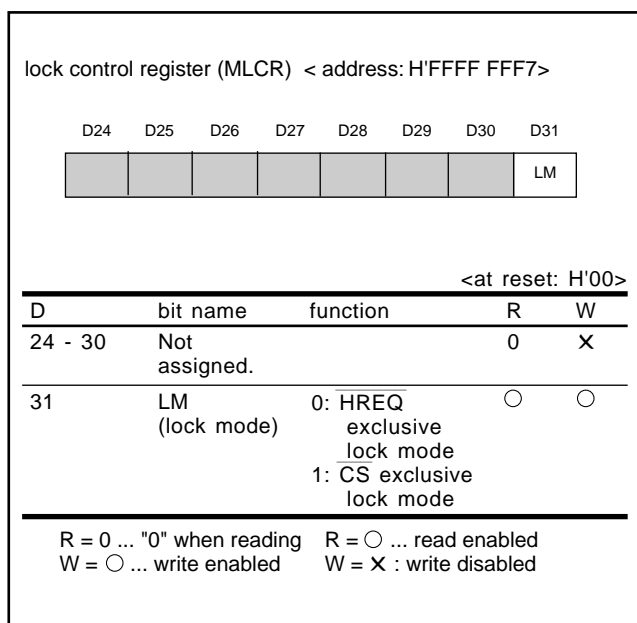 lock control register (MLCR) < address: H'FFFF FFF7>
D24 D25 D26 D27 D28 D29 D30 D31
LM
<at reset: H'00>
D bit name function R W
24 - 30 Not assigned. 0 ×
31 LM (lock mode) 0: H̅R̅E̅Q̅ exclusive lock mode ○ ○
1: C̅S̅ exclusive lock mode
R = 0 ... "0" when reading R = ○ ... read enabled
W = ○ ... write enabled W = × : write disabled